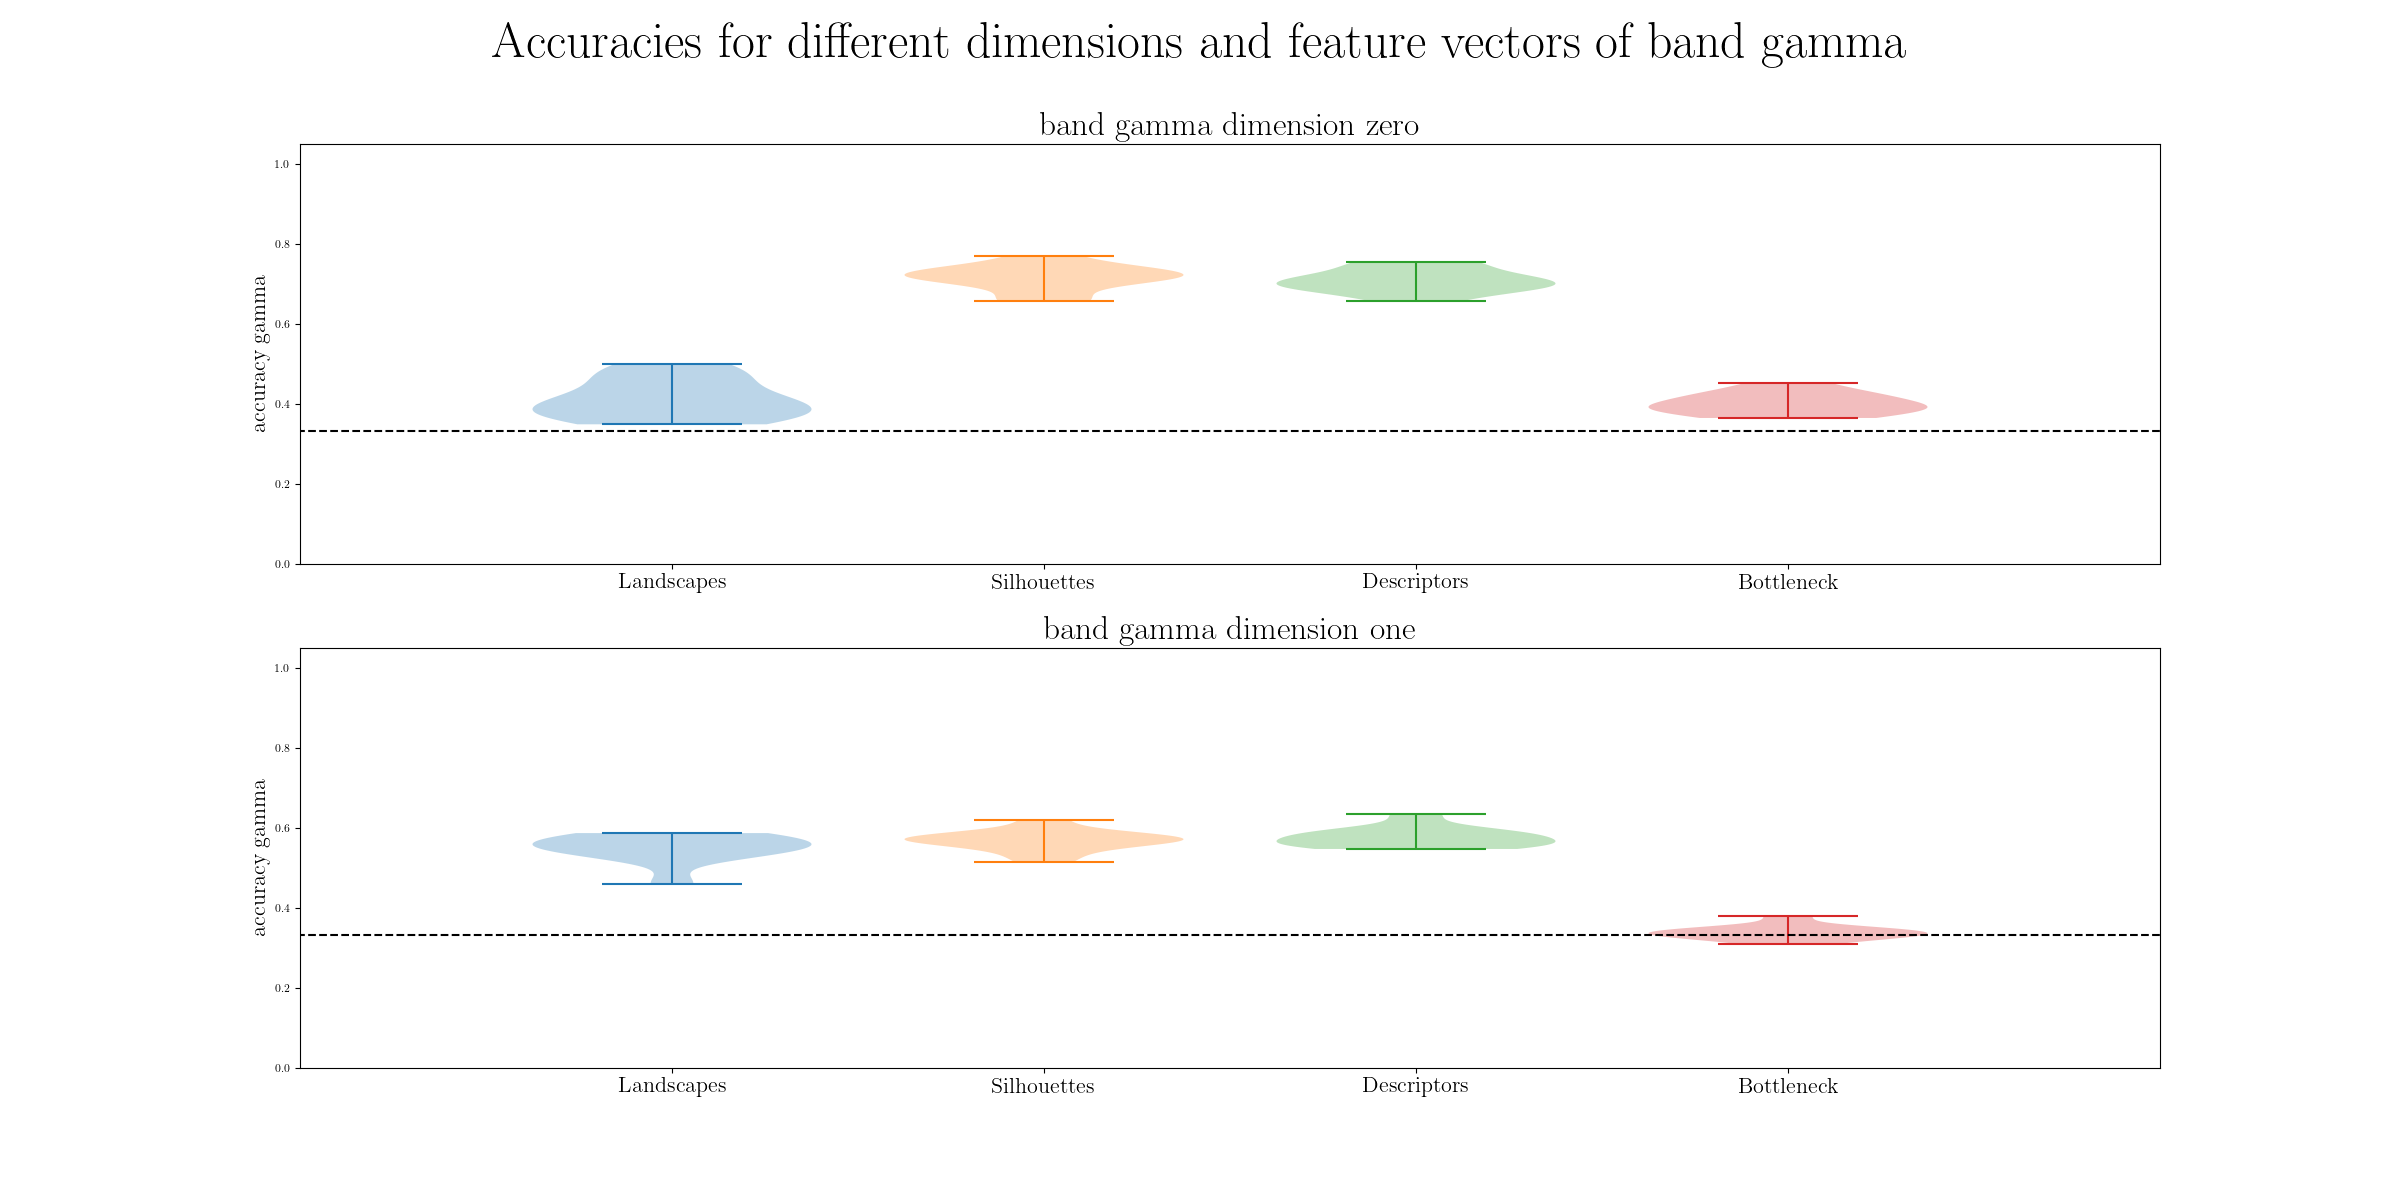 Accuracies for different dimensions and feature vectors of band gamma
band gamma dimension zero
accuracy gamma
1.0
0.8
0.6
0.4
0.2
0.0
Landscapes Silhouettes Descriptors Bottleneck
band gamma dimension one
accuracy gamma
1.0
0.8
0.6
0.4
0.2
0.0
Landscapes Silhouettes Descriptors Bottleneck